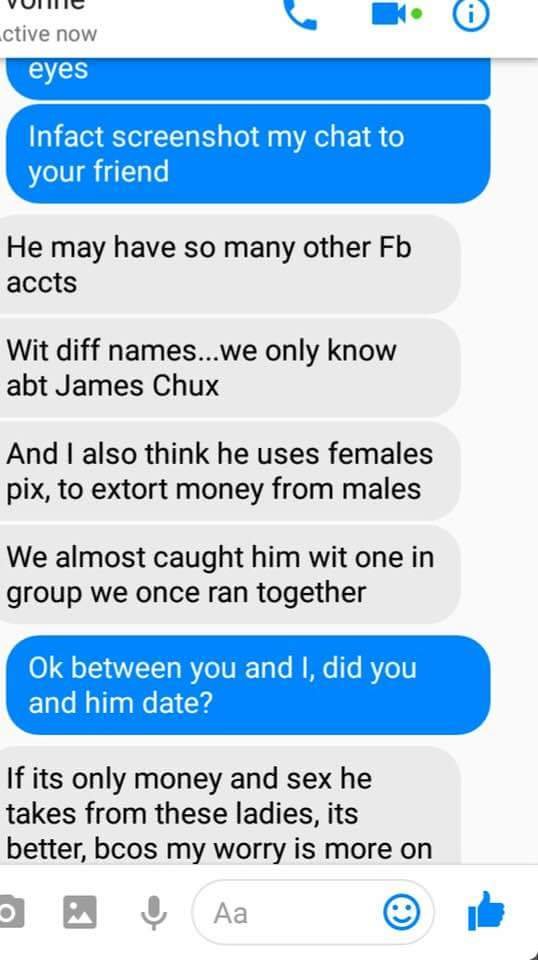 Active now
eyes
Infact screenshot my chat to
your friend
He may have so many other Fb
accts
Wit diff names...we only know
abt James Chux
And I also think he uses females
pix, to extort money from males
We almost caught him wit one in
group we once ran together
Ok between you and I, did you
and him date?
If its only money and sex he
takes from these ladies, its
better, bcos my worry is more on
Aa